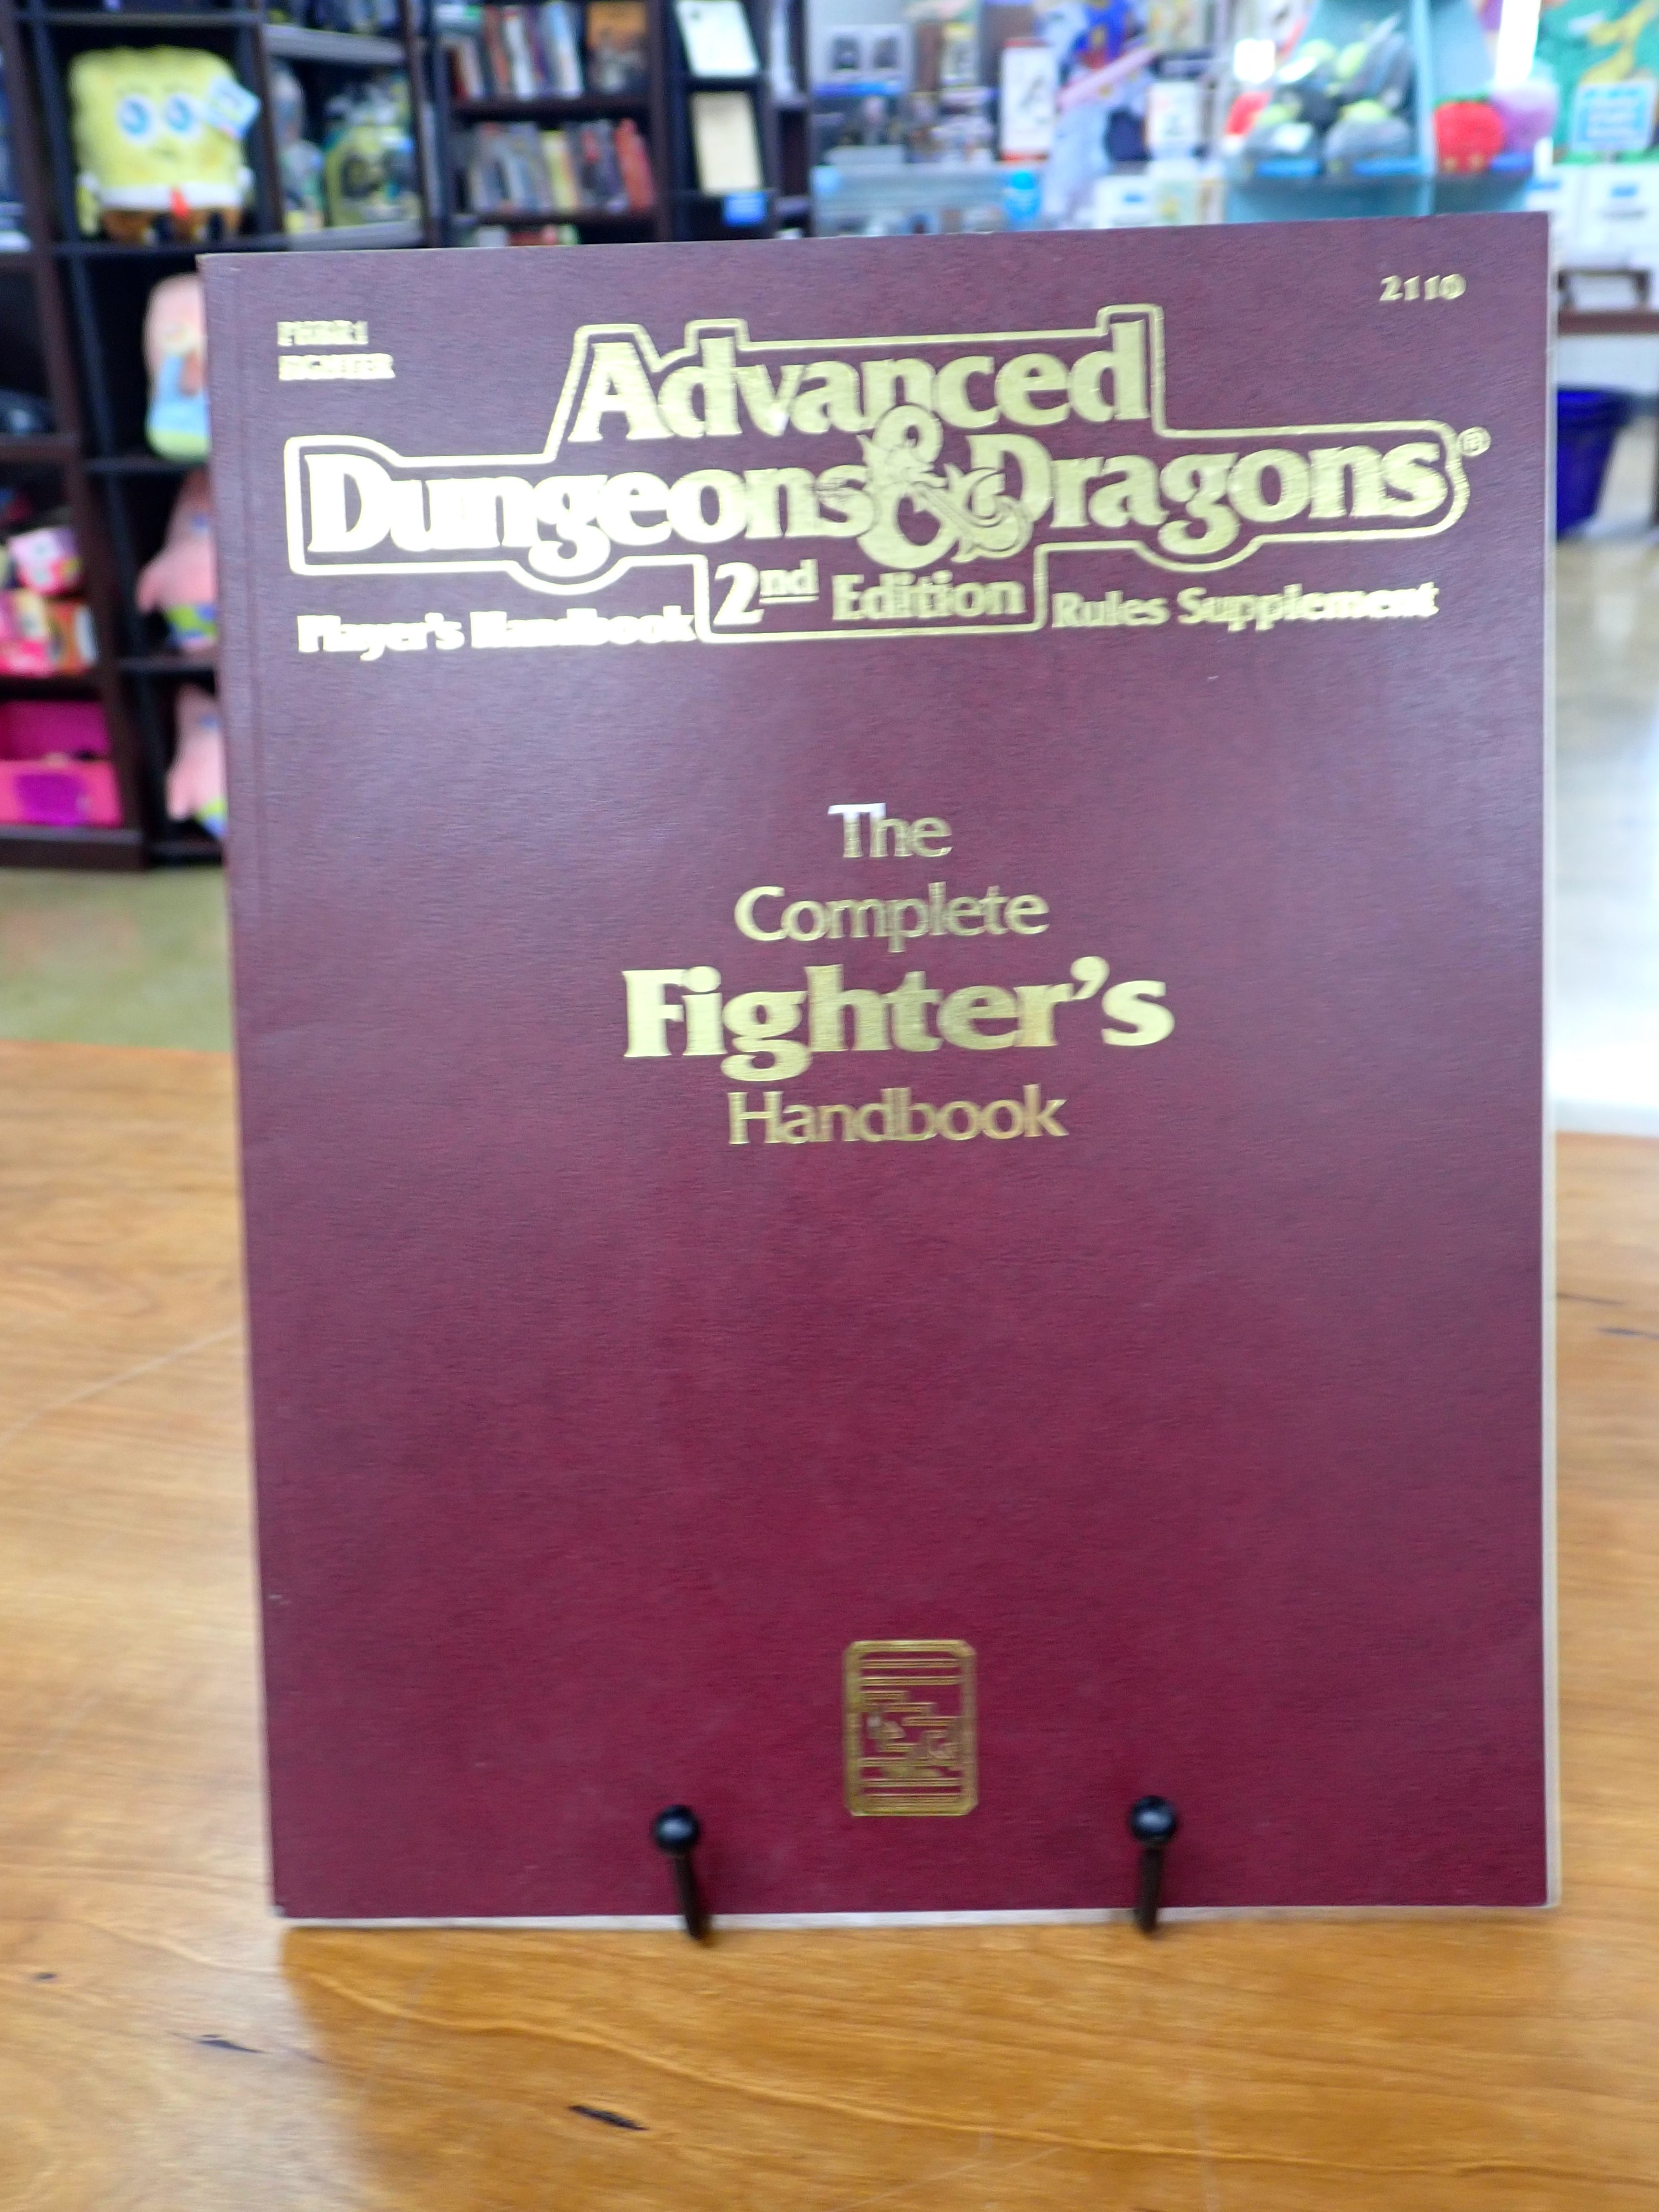 PHBR1
FIGHTER
2110
Advanced
Dungeons & Dragons®
Player's Handbook 2nd Edition Rules Supplement
The
Complete
Fighter's
Handbook